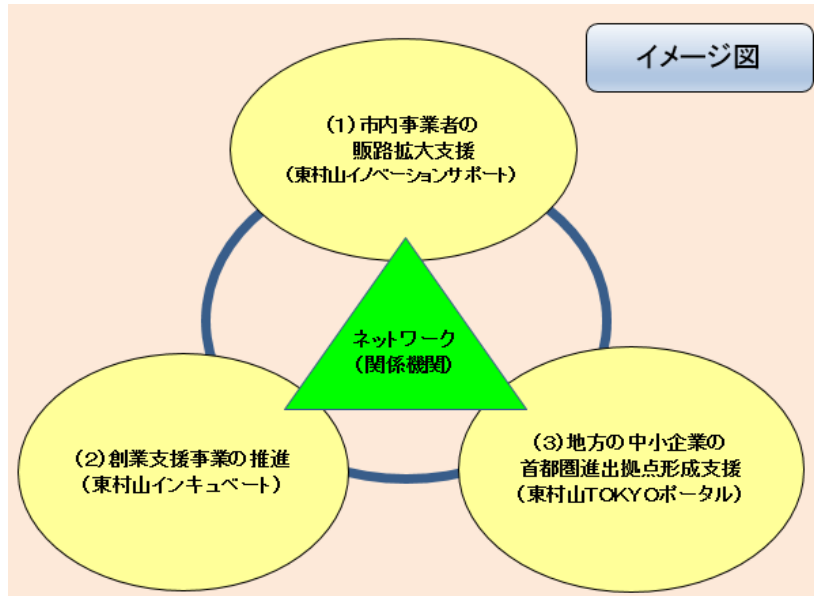 イメージ図
(1)市内事業者の
販路拡大支援
(東村山イノベーションサポート)
ネットワーク
(関係機関)
(2)創業支援事業の推進
(東村山インキュベート)
(3)地方の中小企業の
首都圏進出拠点形成支援
(東村山TOKYOポータル)